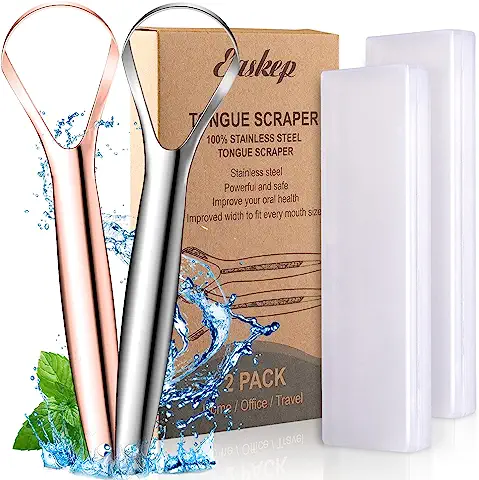 Easkep
TONGUE SCRAPER
100% STAINLESS STEEL
TONGUE SCRAPER
Stainless steel
Powerful and safe
Improve your oral health
Improved width to fit every mouth size
2 PACK
Home / Office / Travel